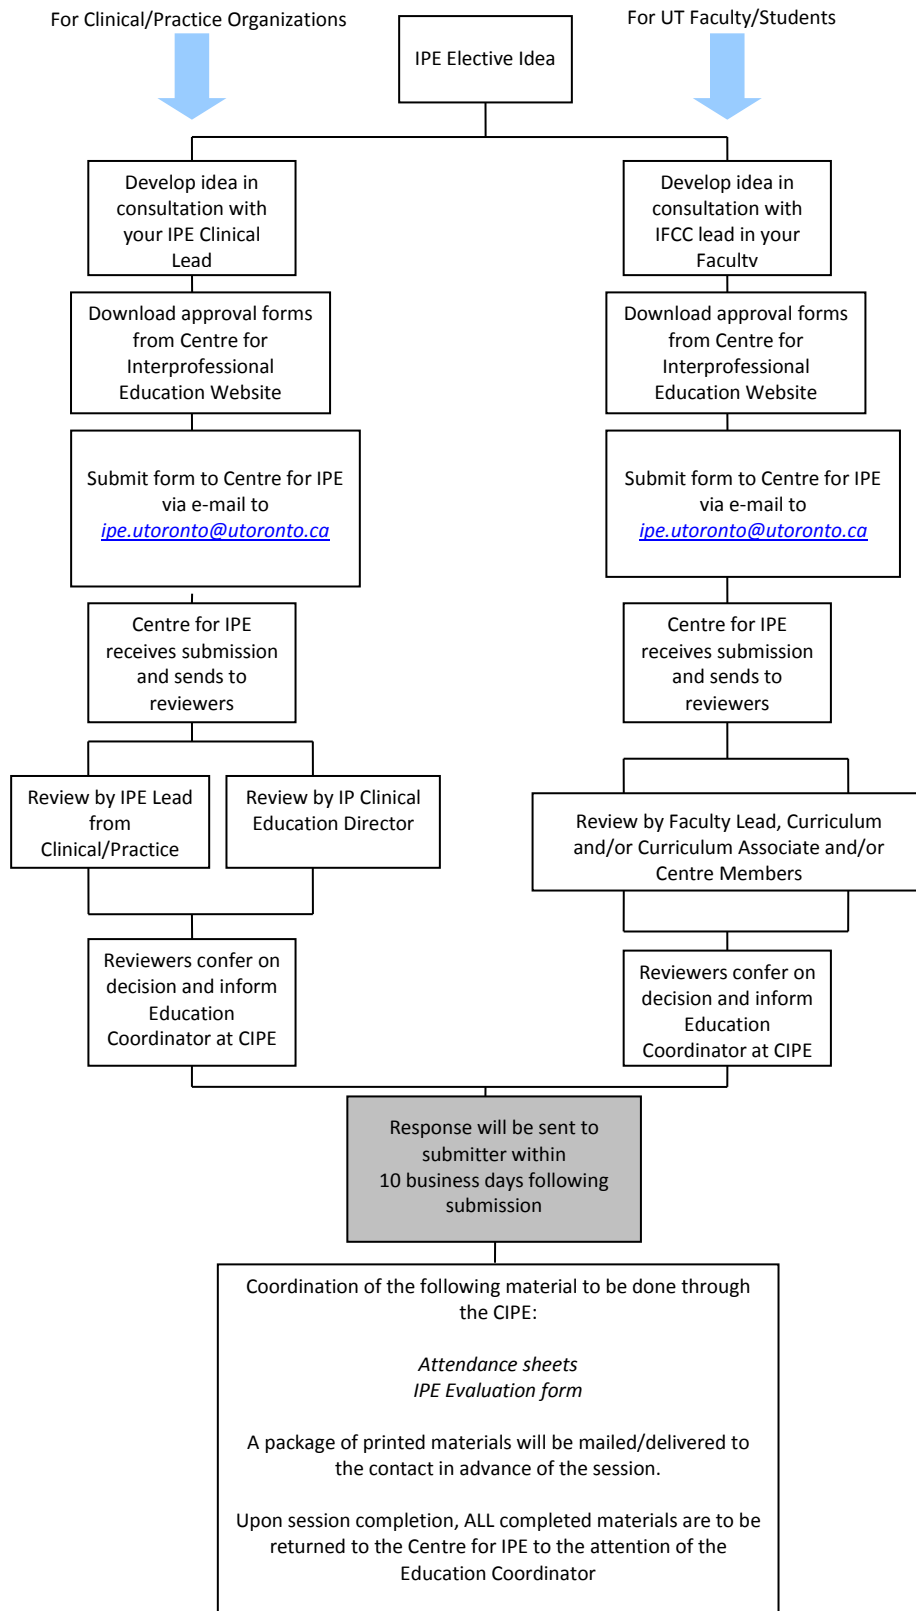 For Clinical/Practice Organizations
For UT Faculty/Students
IPE Elective Idea
Develop idea in
consultation with
your IPE Clinical
Lead
Develop idea in
consultation with
IFCC lead in your
Faculty
Download approval forms
from Centre for
Interprofessional
Education Website
Download approval forms
from Centre for
Interprofessional
Education Website
Submit form to Centre for IPE
via e-mail to
ipe.utoronto@utoronto.ca
Submit form to Centre for IPE
via e-mail to
ipe.utoronto@utoronto.ca
Centre for IPE
receives submission
and sends to
reviewers
Centre for IPE
receives submission
and sends to
reviewers
Review by IPE Lead
from
Clinical/Practice
Review by IP Clinical
Education Director
Review by Faculty Lead, Curriculum
and/or Curriculum Associate and/or
Centre Members
Reviewers confer on
decision and inform
Education
Coordinator at CIPE
Reviewers confer on
decision and inform
Education
Coordinator at CIPE
Response will be sent to
submitter within
10 business days following
submission
Coordination of the following material to be done through
the CIPE:
Attendance sheets
IPE Evaluation form
A package of printed materials will be mailed/delivered to
the contact in advance of the session.
Upon session completion, ALL completed materials are to be
returned to the Centre for IPE to the attention of the
Education Coordinator